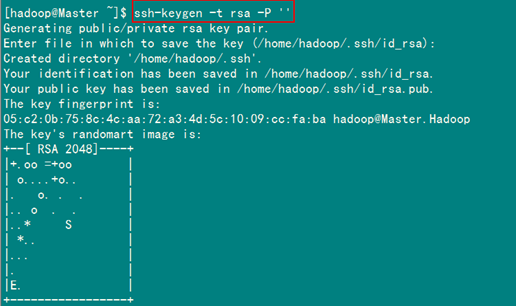 [hadoop@Master ~]$ ssh-keygen -t rsa -P ''
Generating public/private rsa key pair.
Enter file in which to save the key (/home/hadoop/.ssh/id_rsa):
Created directory '/home/hadoop/.ssh'.
Your identification has been saved in /home/hadoop/.ssh/id_rsa.
Your public key has been saved in /home/hadoop/.ssh/id_rsa.pub.
The key fingerprint is:
05:c2:0b:75:8c:4c:aa:72:a3:4d:5c:10:09:cc:fa:ba hadoop@Master.Hadoop
The key's randomart image is:
+--[ RSA 2048]----+
|+.oo =+oo        |
| o....+o..       |
|.   o. . .       |
|.. o  .  .       |
|..*     S        |
| *..             |
|...              |
|.                |
|E.               |
+-----------------+